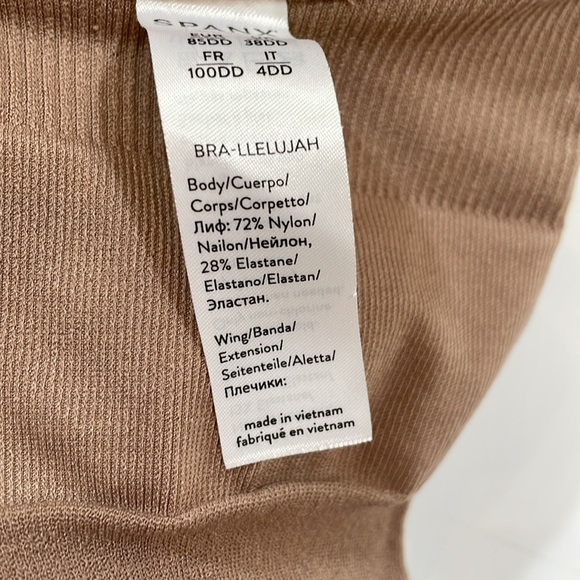 SPANX
85DD 38DD
FR IT
100DD 4DD
BRA-LLELUJAH
Body/Cuerpo/
Corps/Corpetto/
Лиф: 72% Nylon/
Nailon/Нейлон,
28% Elastane/
Elastano/Elastan/
Эластан.
Wing/Banda/
Extension/
Seitenteile/Aletta/
Плечики:
made in vietnam
fabriqué en vietnam